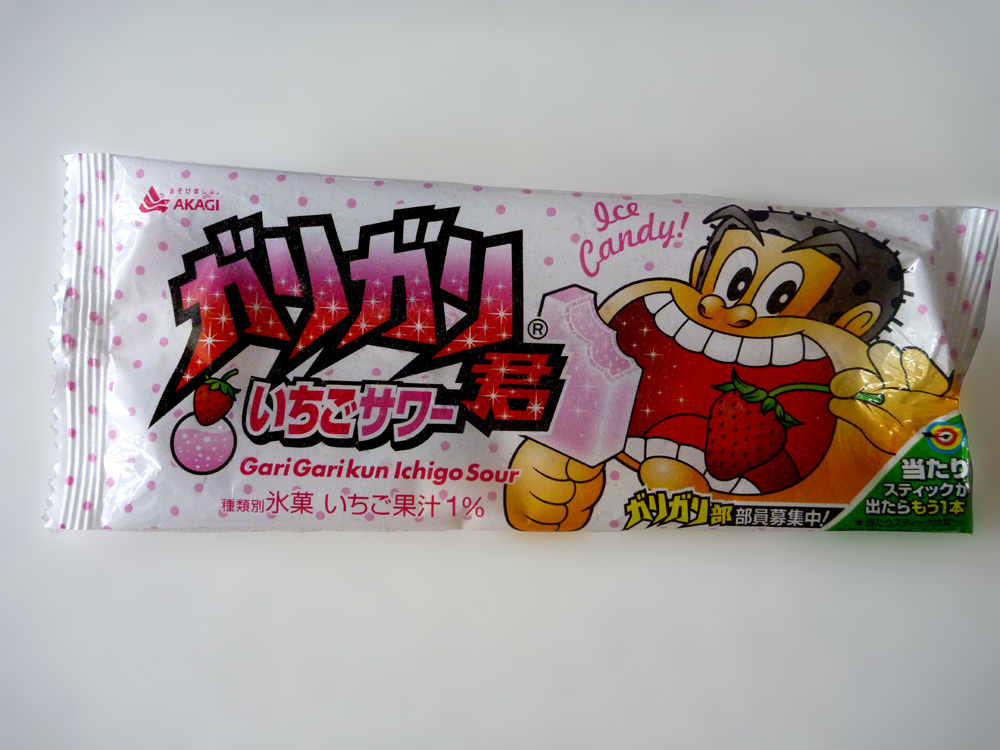 あそびましょ。
AKAGI
Ice
Candy!
ガリガリ君®
いちごサワー
Gari Garikun Ichigo Sour
種類別 氷菓 いちご果汁1%
ガリガリ部 部員募集中!
当たり
スティックが
出たらもう1本